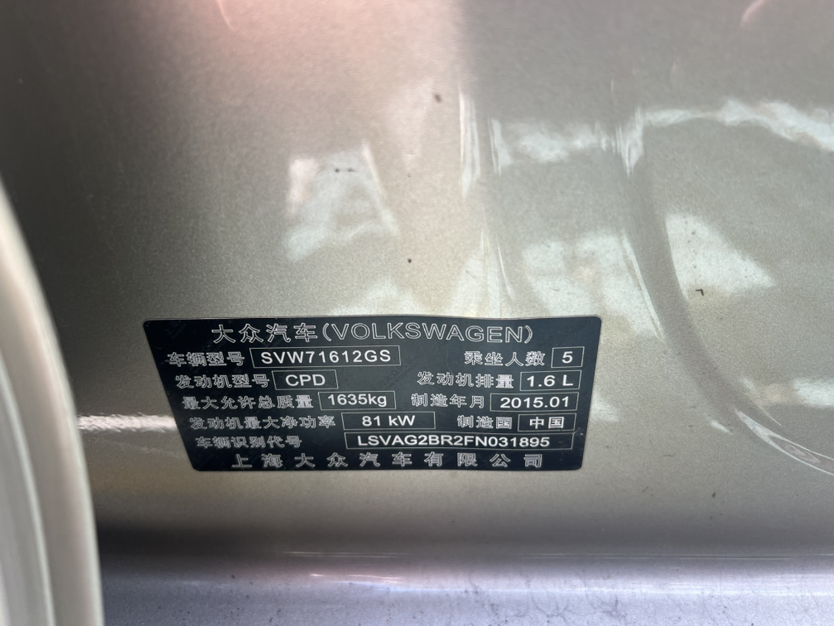 大众汽车(VOLKSWAGEN)
车辆型号 SVW71612GS 乘坐人数 5
发动机型号 CPD 发动机排量 1.6 L
最大允许总质量 1635kg 制造年月 2015.01
发动机最大净功率 81 kW 制造国 中国
车辆识别代号 LSVAG2BR2FN031895
上海大众汽车有限公司